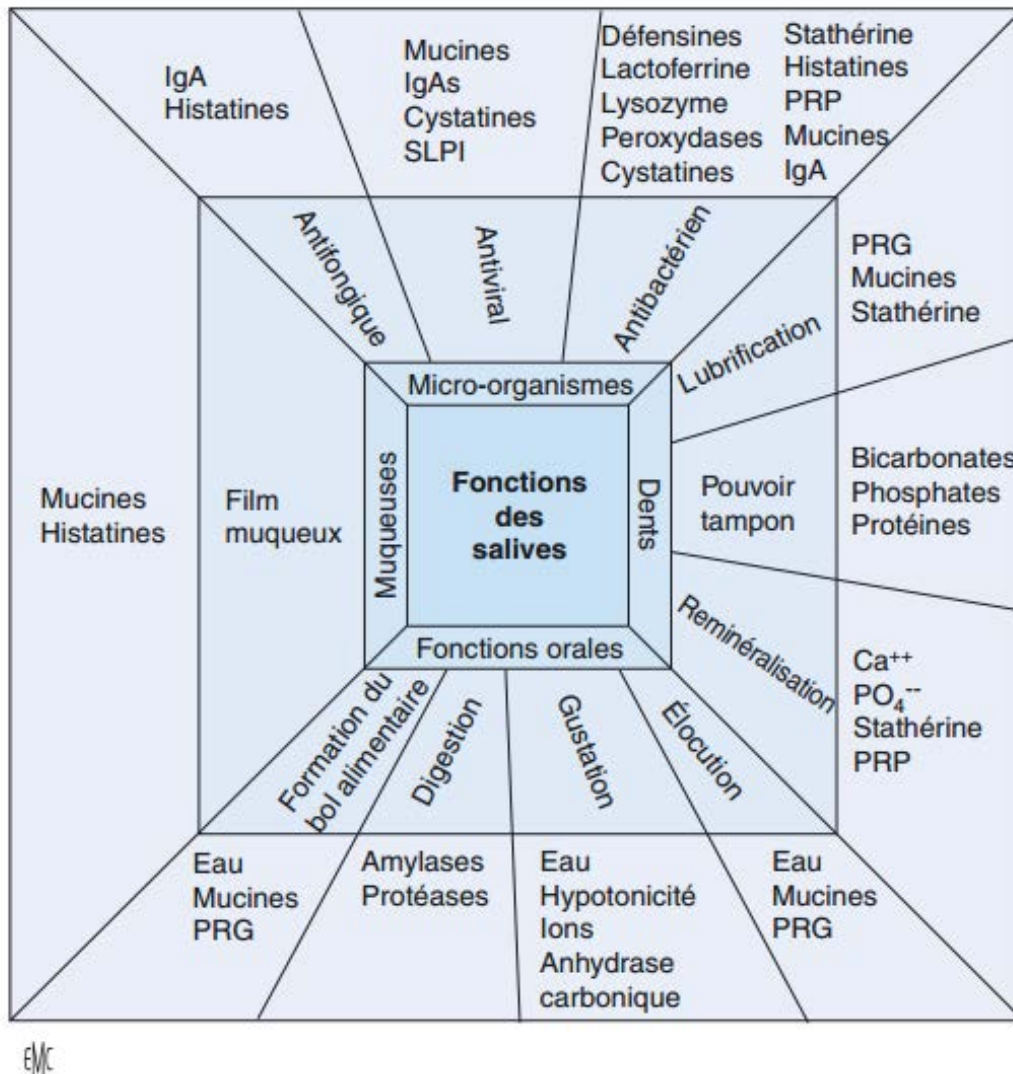 IgA
Histatines
Mucines
IgAs
Cystatines
SLPI
Défensines
Lactoferrine
Lysozyme
Peroxydases
Cystatines
Stathérine
Histatines
PRP
Mucines
IgA
Antifongique
Antiviral
Antibactérien
Micro-organismes
Lubrification
PRG
Mucines
Stathérine
Mucines
Histatines
Film
muqueux
Muqueuses
Fonctions
des
salives
Dents
Pouvoir
tampon
Bicarbonates
Phosphates
Protéines
Reminéralisation
Ca⁺⁺
PO₄⁻⁻
Stathérine
PRP
Fonctions orales
Formation du
bol alimentaire
Digestion
Gustation
Élocution
Eau
Mucines
PRG
Amylases
Protéases
Eau
Hypotonicité
Ions
Anhydrase
carbonique
Eau
Mucines
PRG
EMC